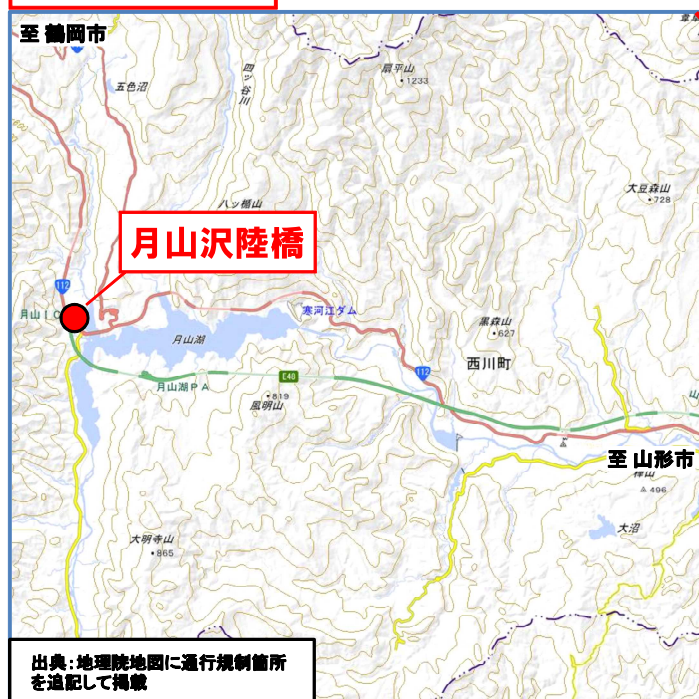 至 鶴岡市
五色沼
四ッ谷川
扇平山
1233
大豆森山
728
八ッ楯山
月山沢陸橋
112
月山IC
寒河江ダム
月山湖
黒森山
627
西川町
112
E48
月山湖PA
819
風明山
山
至 山形市
496
大沼
大明寺山
865
出典:地理院地図に通行規制箇所
を追記して掲載